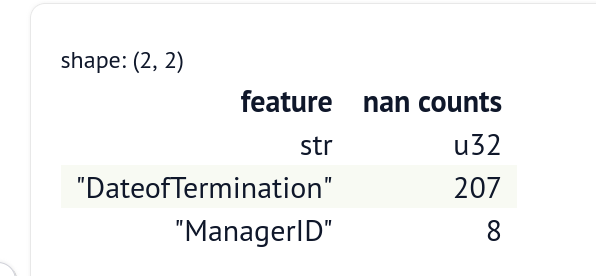 shape: (2, 2)
feature nan counts
str u32
"DateofTermination" 207
"ManagerID" 8